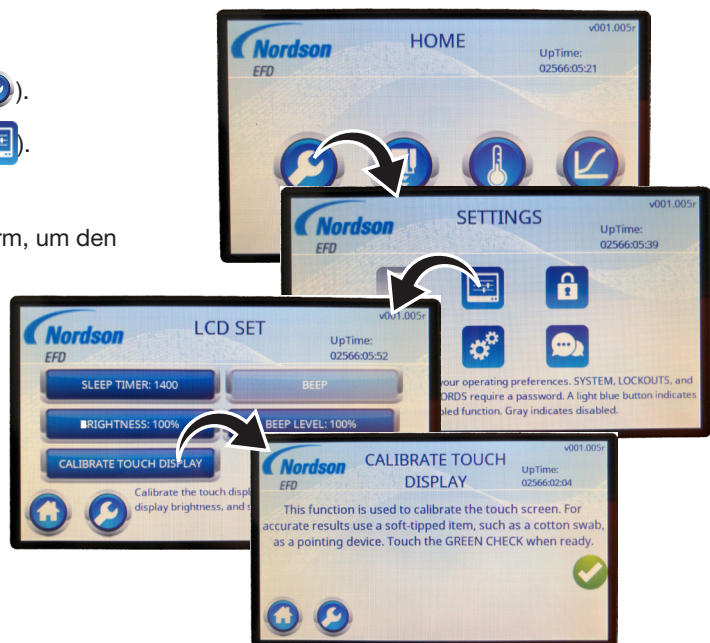 ).
).
rm, um den
Nordson
EFD
HOME
v001.005r
UpTime:
02566:05:21
Nordson
EFD
SETTINGS
v001.005r
UpTime:
02566:05:39
your operating preferences. SYSTEM, LOCKOUTS, and
ORDS require a password. A light blue button indicates
led function. Gray indicates disabled.
Nordson
EFD
LCD SET
v001.005r
UpTime:
02566:05:52
SLEEP TIMER: 1400
BEEP
BRIGHTNESS: 100%
BEEP LEVEL: 100%
CALIBRATE TOUCH DISPLAY
Calibrate the touch displ
display brightness, and s
Nordson
EFD
CALIBRATE TOUCH
DISPLAY
v001.005r
UpTime:
02566:02:04
This function is used to calibrate the touch screen. For
accurate results use a soft-tipped item, such as a cotton swab,
as a pointing device. Touch the GREEN CHECK when ready.